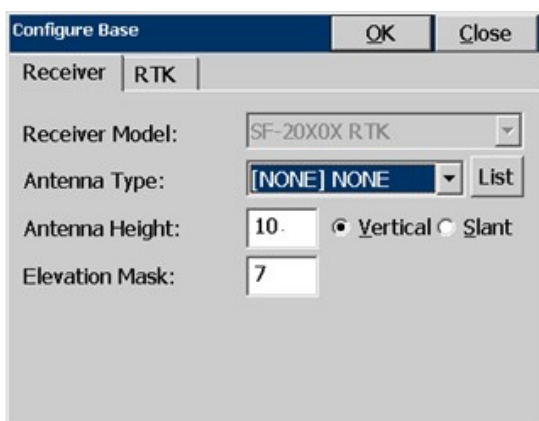 Configure Base OK Close
Receiver RTK
Receiver Model: SF-20X0X RTK
Antenna Type: [NONE] NONE List
Antenna Height: 10. Vertical Slant
Elevation Mask: 7